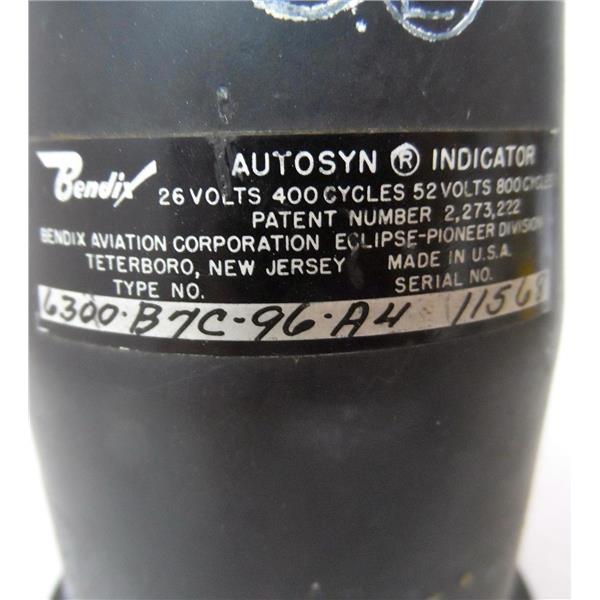 Bendix
AUTOSYN ® INDICATOR
26 VOLTS 400 CYCLES 52 VOLTS 800 CYCLES
PATENT NUMBER 2,273,222
BENDIX AVIATION CORPORATION ECLIPSE-PIONEER DIVISION
TETERBORO, NEW JERSEY MADE IN U.S.A.
TYPE NO. SERIAL NO.
6300-B7C-96-A4 11568